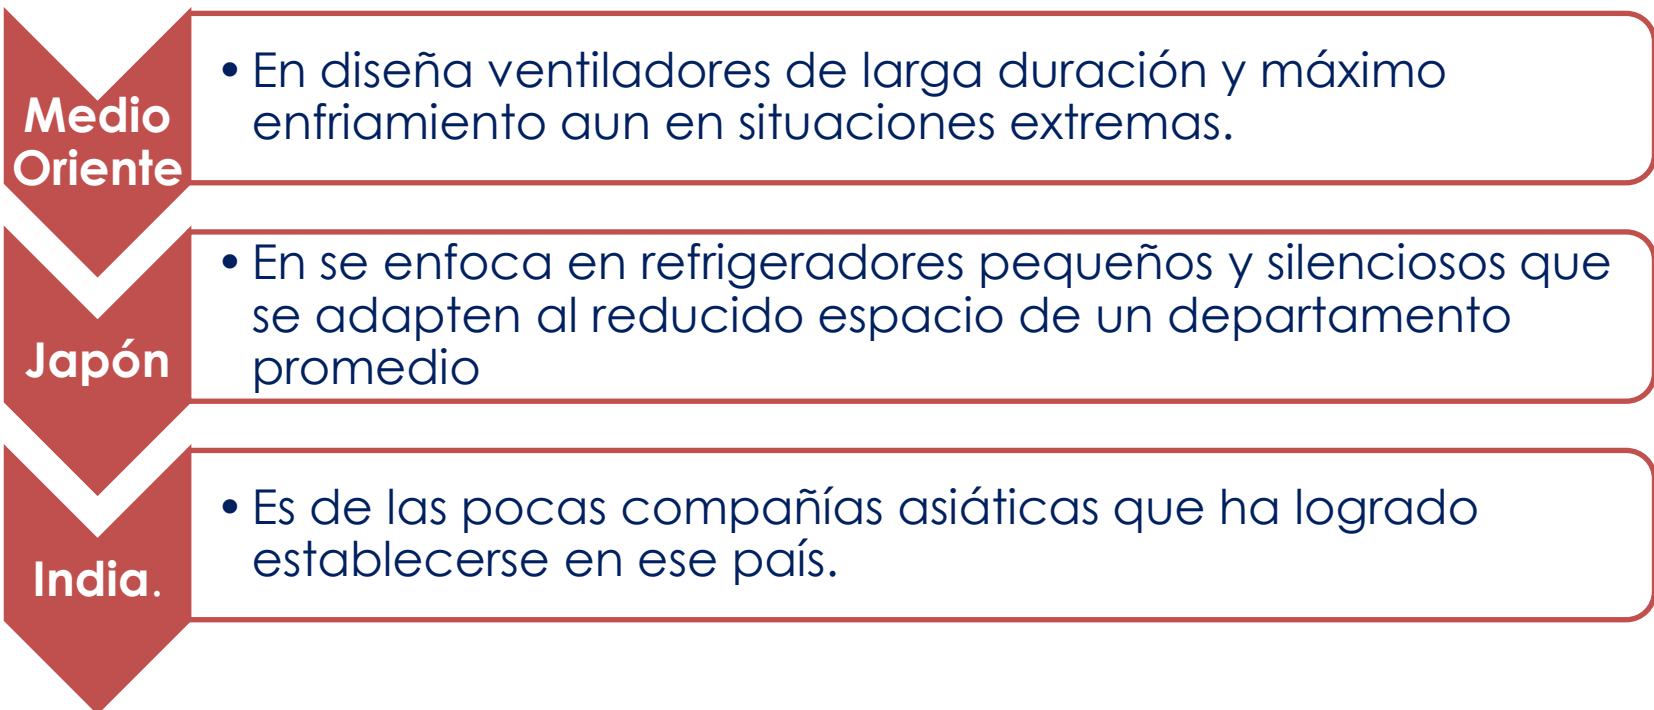 Medio
Oriente
• En diseña ventiladores de larga duración y máximo
enfriamiento aun en situaciones extremas.
Japón
• En se enfoca en refrigeradores pequeños y silenciosos que
se adapten al reducido espacio de un departamento
promedio
India.
• Es de las pocas compañías asiáticas que ha logrado
establecerse en ese país.